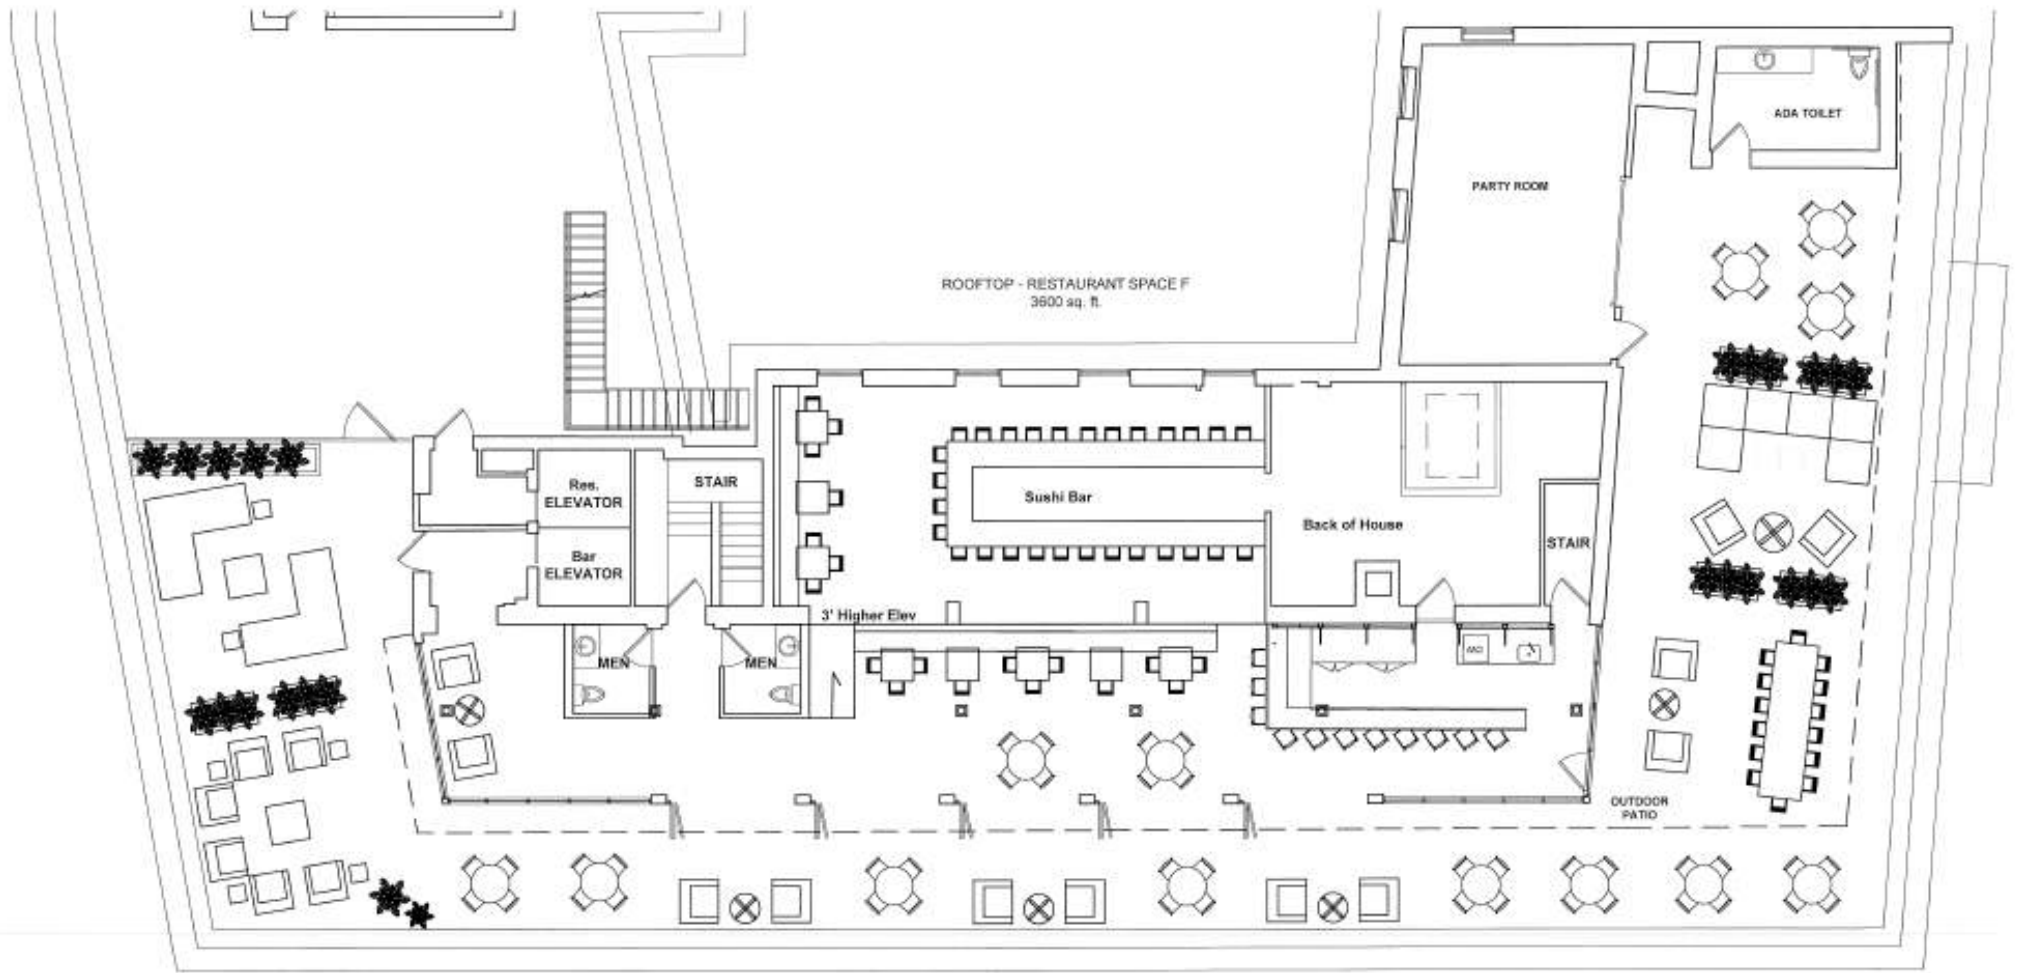 ADA TOILET
PARTY ROOM
ROOFTOP - RESTAURANT SPACE F
3600 sq. ft.
STAIR
Res.
ELEVATOR
Sushi Bar
Back of House
STAIR
Bar
ELEVATOR
3' Higher Elev
MEN
MEN
OUTDOOR
PATIO